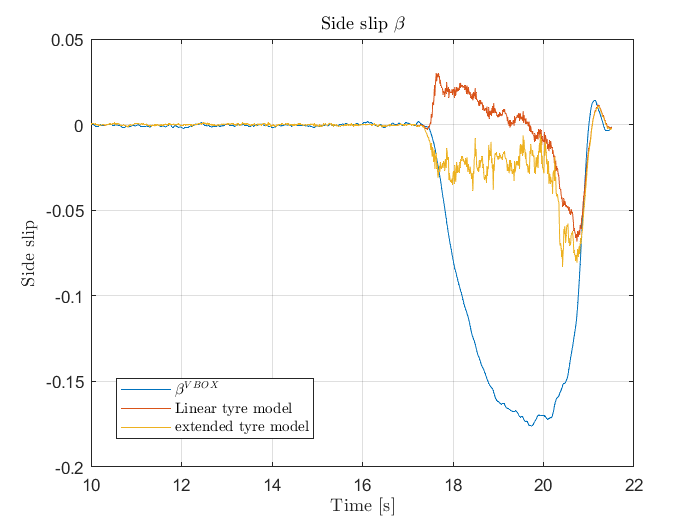 Side slip β
0.05
0
-0.05
-0.1
-0.15
-0.2
Side slip
β^VBOX
Linear tyre model
extended tyre model
10 12 14 16 18 20 22
Time [s]